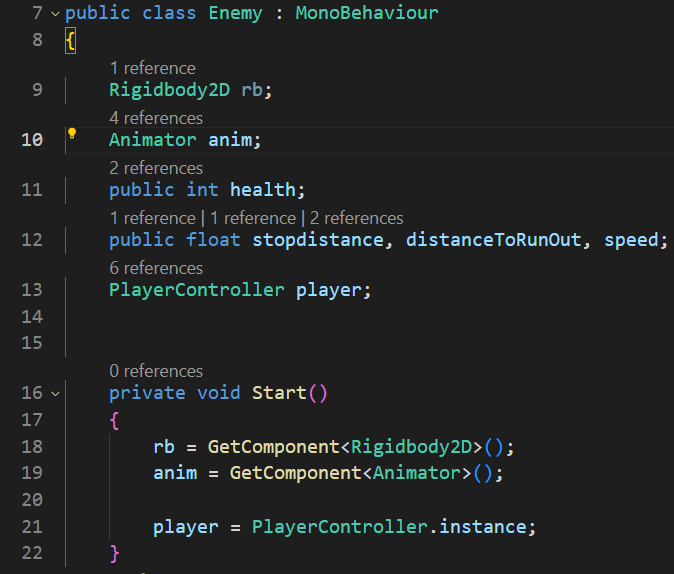 7 public class Enemy : MonoBehaviour
8 {
1 reference
9 Rigidbody2D rb;
4 references
10 Animator anim;
2 references
11 public int health;
1 reference | 1 reference | 2 references
12 public float stopdistance, distanceToRunOut, speed;
6 references
13 PlayerController player;
14
15
0 references
16 private void Start()
17 {
18 rb = GetComponent<Rigidbody2D>();
19 anim = GetComponent<Animator>();
20
21 player = PlayerController.instance;
22 }